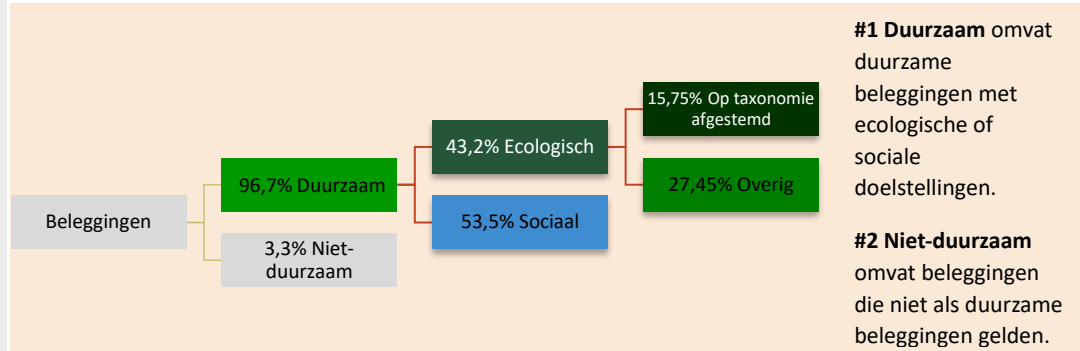 Beleggingen
96,7% Duurzaam
3,3% Niet-
duurzaam
43,2% Ecologisch
53,5% Sociaal
15,75% Op taxonomie
afgestemd
27,45% Overig
#1 Duurzaam omvat
duurzame
beleggingen met
ecologische of
sociale
doelstellingen.
#2 Niet-duurzaam
omvat beleggingen
die niet als duurzame
beleggingen gelden.